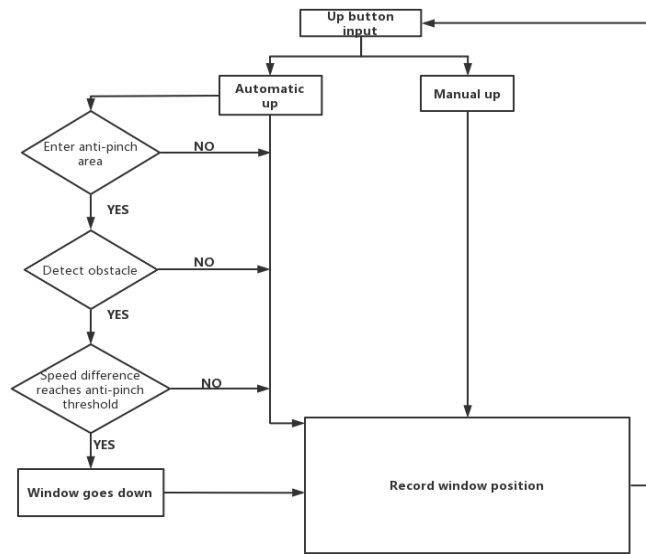 Up button
input
Automatic
up
Manual up
Enter anti-pinch
area
NO
YES
Detect obstacle
NO
YES
Speed difference
reaches anti-pinch
threshold
NO
YES
Window goes down
Record window position